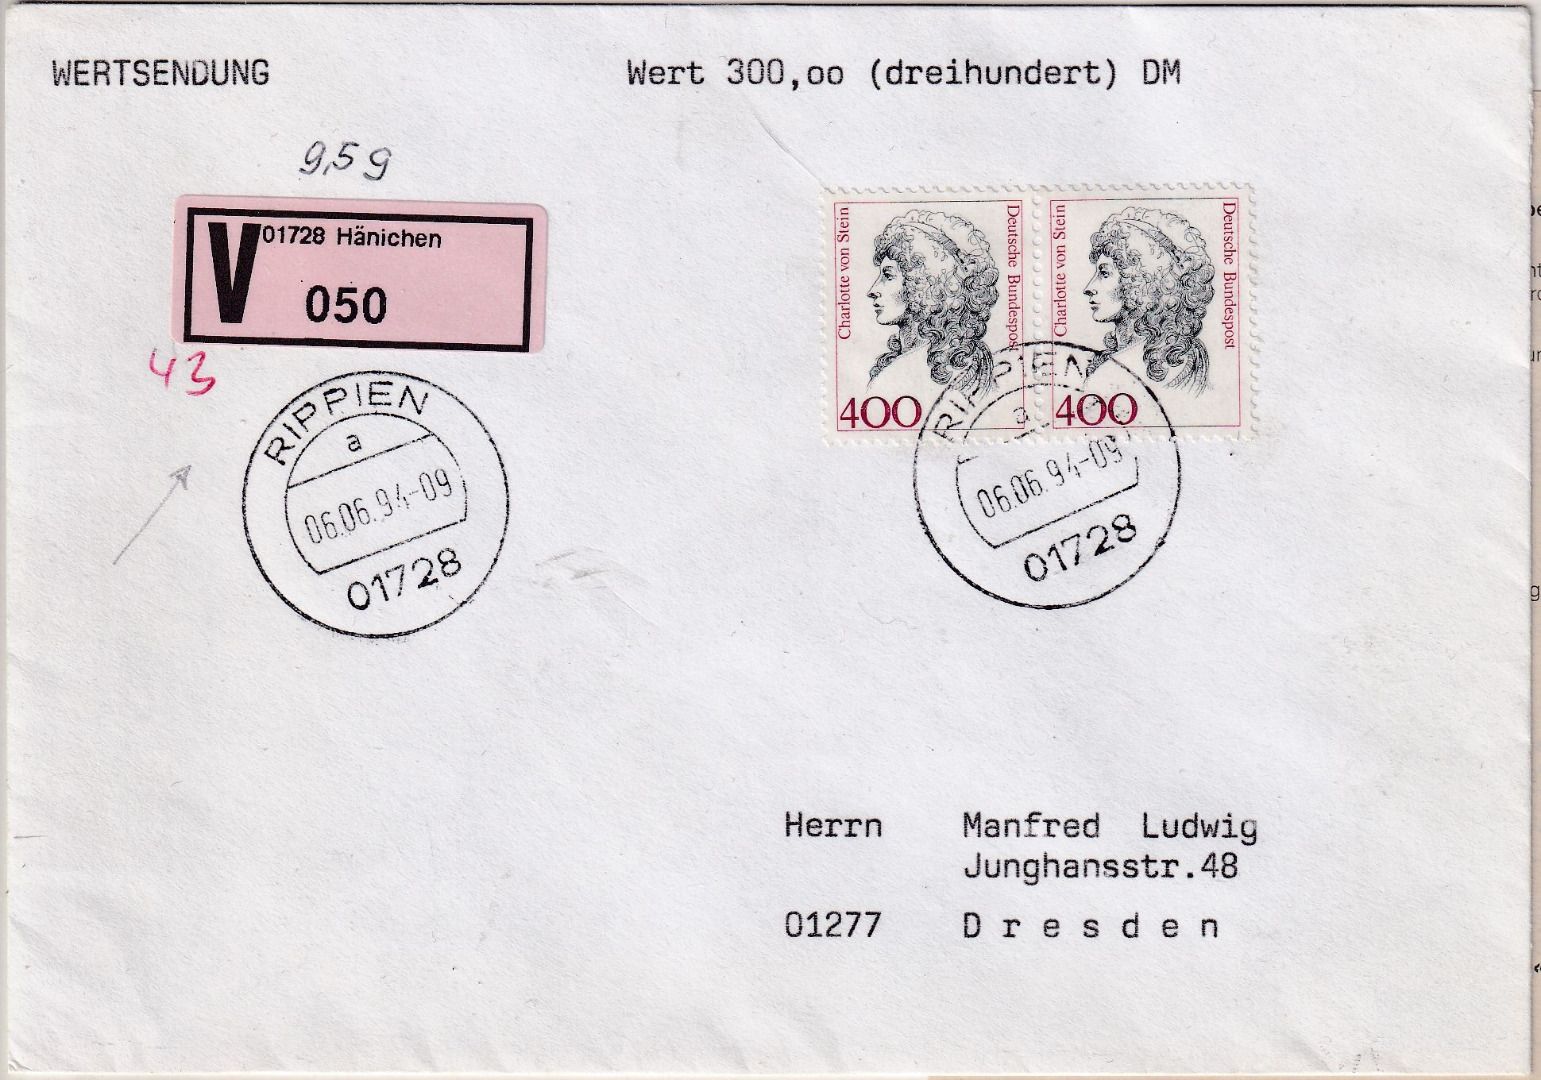 WERTSENDUNG
Wert 300,oo (dreihundert) DM
9,5 g
V
01728 Hänichen
050
43
RIPPIEN
a
06.06.94-09
01728
Charlotte von Stein
Deutsche Bundespost
400
Charlotte von Stein
Deutsche Bundespost
400
RIPPIEN
a
06.06.94-09
01728
Herrn Manfred Ludwig
Junghansstr.48
01277 Dresden